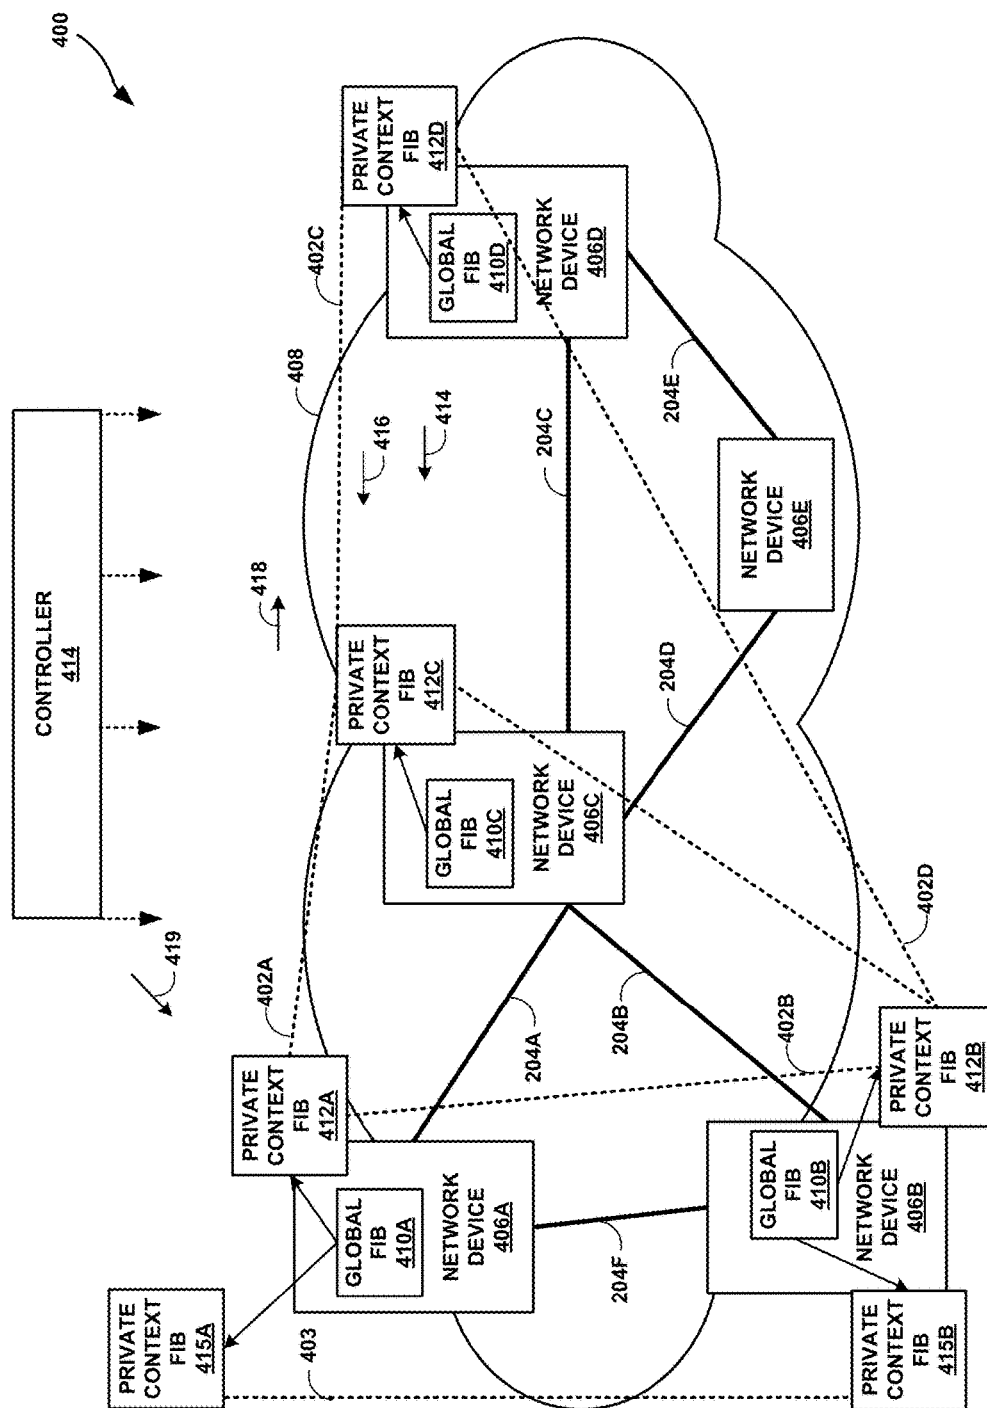 400
CONTROLLER
414
419
418
416
414
408
402A
402C
PRIVATE
CONTEXT
FIB
415A
PRIVATE
CONTEXT
FIB
412A
PRIVATE
CONTEXT
FIB
412C
PRIVATE
CONTEXT
FIB
412D
GLOBAL
FIB
410A
NETWORK
DEVICE
406A
GLOBAL
FIB
410C
NETWORK
DEVICE
406C
GLOBAL
FIB
410D
NETWORK
DEVICE
406D
403
204F
204A
204B
204C
204D
204E
402B
402D
NETWORK
DEVICE
406E
GLOBAL
FIB
410B
NETWORK
DEVICE
406B
PRIVATE
CONTEXT
FIB
415B
PRIVATE
CONTEXT
FIB
412B